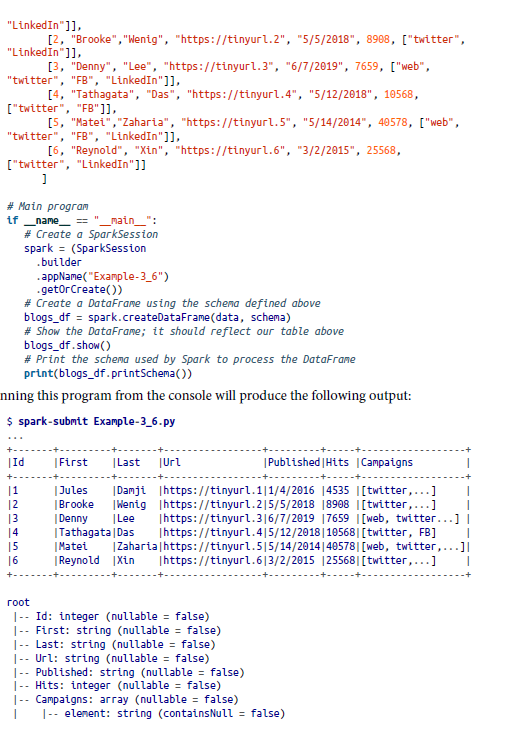 "LinkedIn"]],
      [2, "Brooke","Wenig", "https://tinyurl.2", "5/5/2018", 8908, ["twitter",
"LinkedIn"]],
      [3, "Denny", "Lee", "https://tinyurl.3", "6/7/2019", 7659, ["web",
"twitter", "FB", "LinkedIn"]],
      [4, "Tathagata", "Das", "https://tinyurl.4", "5/12/2018", 10568,
["twitter", "FB"]],
      [5, "Matei","Zaharia", "https://tinyurl.5", "5/14/2014", 40578, ["web",
"twitter", "FB", "LinkedIn"]],
      [6, "Reynold", "Xin", "https://tinyurl.6", "3/2/2015", 25568,
["twitter", "LinkedIn"]]
     ]
# Main program
if __name__ == "__main__":
   # Create a SparkSession
   spark = (SparkSession
     .builder
     .appName("Example-3_6")
     .getOrCreate())
   # Create a DataFrame using the schema defined above
   blogs_df = spark.createDataFrame(data, schema)
   # Show the DataFrame; it should reflect our table above
   blogs_df.show()
   # Print the schema used by Spark to process the DataFrame
   print(blogs_df.printSchema())
nning this program from the console will produce the following output:
$ spark-submit Example-3_6.py
...
+-------+---------+-------+-----------------+---------+-----+------------------+
|Id     |First    |Last   |Url              |Published|Hits |Campaigns         |
+-------+---------+-------+-----------------+---------+-----+------------------+
|1      |Jules    |Damji  |https://tinyurl.1|1/4/2016 |4535 |[twitter,...]     |
|2      |Brooke   |Wenig  |https://tinyurl.2|5/5/2018 |8908 |[twitter,...]     |
|3      |Denny    |Lee    |https://tinyurl.3|6/7/2019 |7659 |[web, twitter...] |
|4      |Tathagata|Das    |https://tinyurl.4|5/12/2018|10568|[twitter, FB]     |
|5      |Matei    |Zaharia|https://tinyurl.5|5/14/2014|40578|[web, twitter,...]|
|6      |Reynold  |Xin    |https://tinyurl.6|3/2/2015 |25568|[twitter,...]     |
+-------+---------+-------+-----------------+---------+-----+------------------+
root
 |-- Id: integer (nullable = false)
 |-- First: string (nullable = false)
 |-- Last: string (nullable = false)
 |-- Url: string (nullable = false)
 |-- Published: string (nullable = false)
 |-- Hits: integer (nullable = false)
 |-- Campaigns: array (nullable = false)
 |    |-- element: string (containsNull = false)